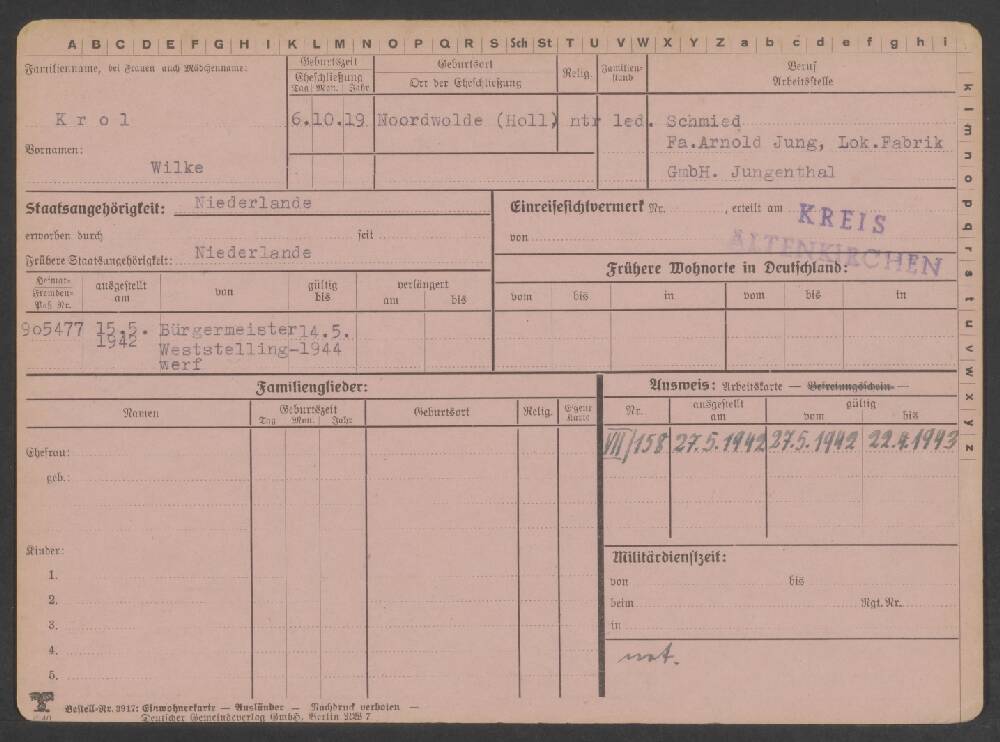 A B C D E F G H I K L M N O P Q R S Sch St T U V W X Y Z a b c d e f g h i
k l m n o p q r s t u v w x y z
Familienname, bei Frauen auch Mädchenname:
Krol
Vornamen:
Wilke
Geburtszeit
Eheschließung
Tag Mon. Jahr
6.10.19
Geburtsort
Ort der Eheschließung
Noordwolde (Holl)
Relig.
ntr
Familien-
stand
led.
Beruf
Arbeitsstelle
Schmied
Fa.Arnold Jung, Lok.Fabrik
GmbH. Jungenthal
Staatsangehörigkeit: Niederlande
erworben durch seit
Frühere Staatsangehörigkeit: Niederlande
Einreisesichtvermerk Nr. , erteilt am
von
KREIS
ALTENKIRCHEN
Heimat-
Fremden-
Paß Nr.
ausgestellt
am
von
gültig
bis
verlängert
am bis
9o5477 15.5. Bürgermeister 14.5.
1942 Weststelling- 1944
werf
Frühere Wohnorte in Deutschland:
vom bis in vom bis in
Familienglieder:
Namen
Geburtszeit
Tag Mon. Jahr
Geburtsort
Relig.
Eigene
Karte
Ehefrau:
geb.:
Kinder:
1.
2.
3.
4.
5.
Ausweis: Arbeitskarte — Befreiungsschein —
Nr.
ausgestellt
am
gültig
vom bis
VII/158 27.5.1942 27.5.1942 22.4.1943
Militärdienstzeit:
von bis
beim Rgt. Nr.
in
Bestell-Nr. 3917: Einwohnerkarte — Ausländer — Nachdruck verboten —
Deutscher Gemeindeverlag GmbH. Berlin NW 7